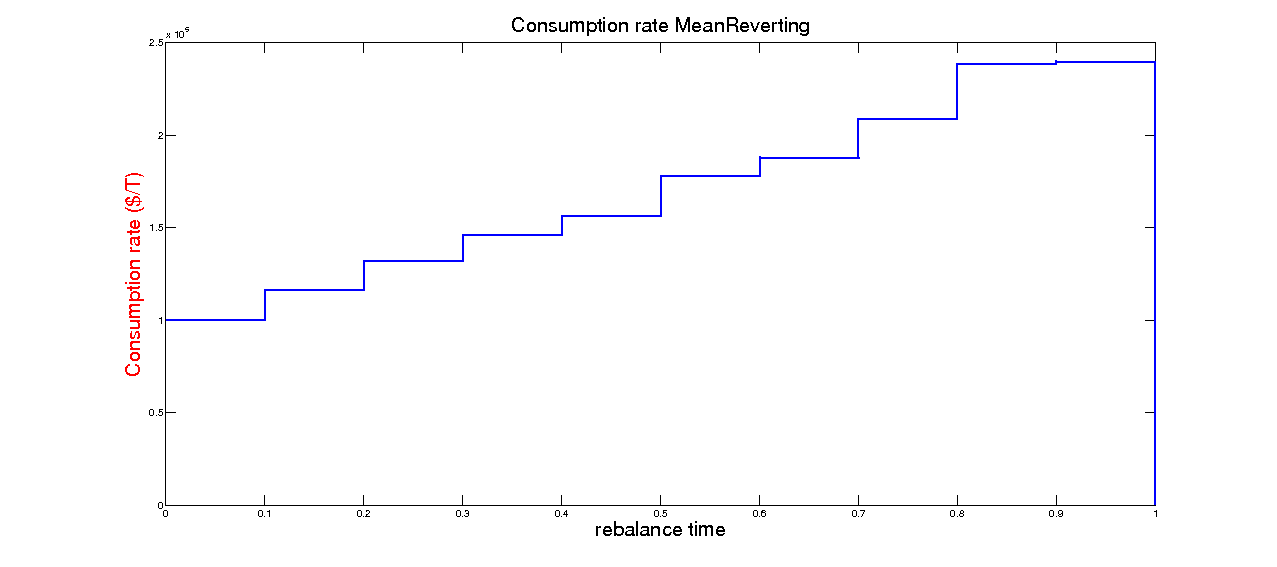 Consumption rate MeanReverting
x 10^5
2.5
2
1.5
1
0.5
0
Consumption rate ($/T)
0 0.1 0.2 0.3 0.4 0.5 0.6 0.7 0.8 0.9 1
rebalance time